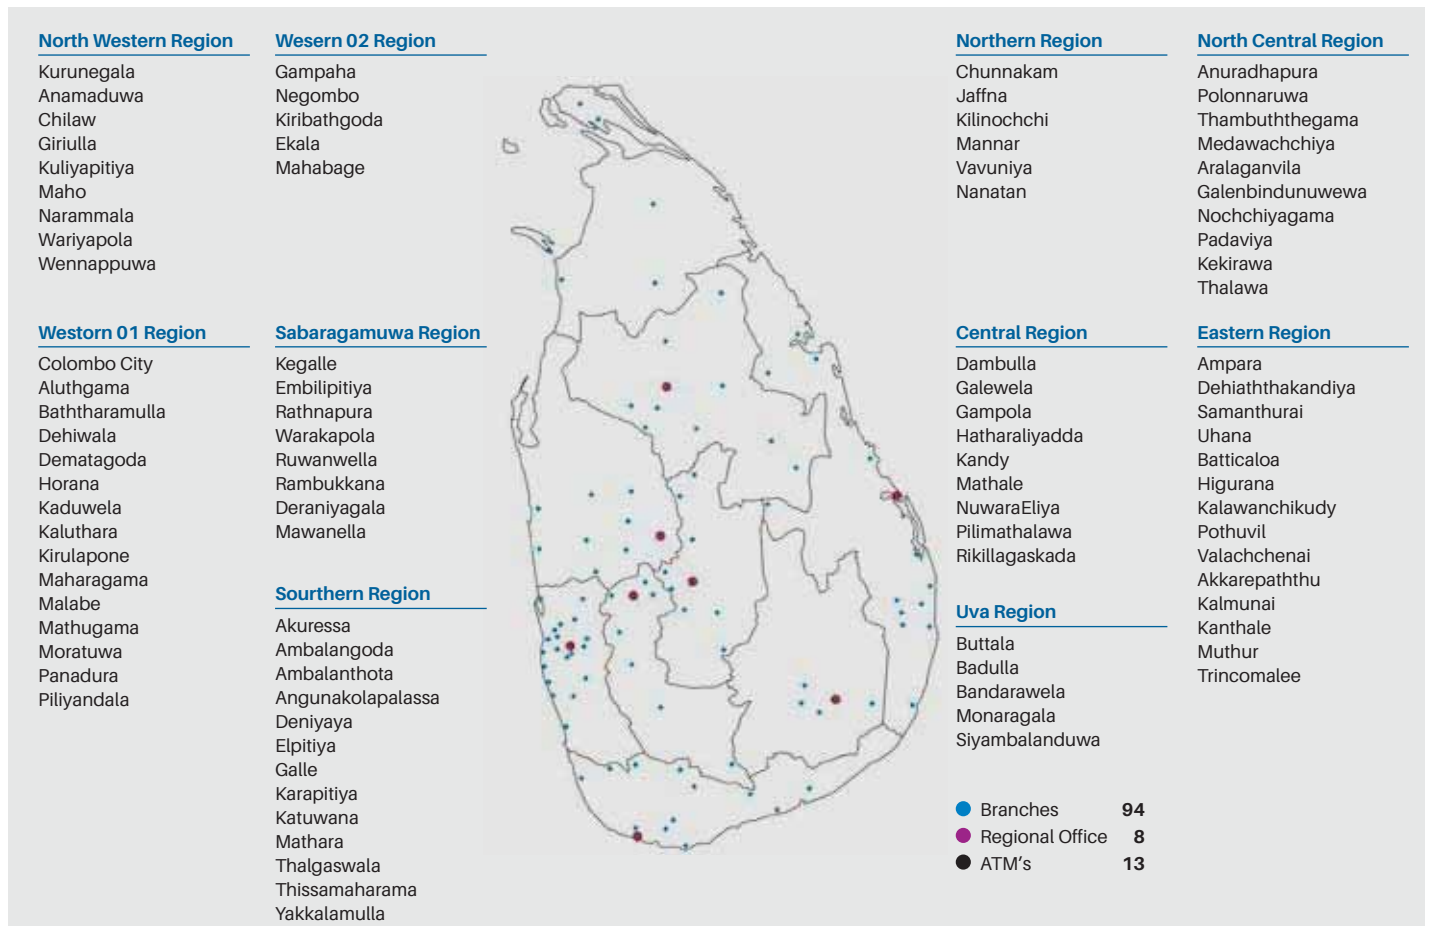 North Western Region
Kurunegala
Anamaduwa
Chilaw
Giriulla
Kuliyapitiya
Maho
Narammala
Wariyapola
Wennappuwa
Wesern 02 Region
Gampaha
Negombo
Kiribathgoda
Ekala
Mahabage
Northern Region
Chunnakam
Jaffna
Kilinochchi
Mannar
Vavuniya
Nanatan
North Central Region
Anuradhapura
Polonnaruwa
Thambuththegama
Medawachchiya
Aralaganvila
Galenbindunuwewa
Nochchiyagama
Padaviya
Kekirawa
Thalawa
Westorn 01 Region
Colombo City
Aluthgama
Baththaramulla
Dehiwala
Dematagoda
Horana
Kaduwela
Kaluthara
Kirulapone
Maharagama
Malabe
Mathugama
Moratuwa
Panadura
Piliyandala
Sabaragamuwa Region
Kegalle
Embilipitiya
Rathnapura
Warakapola
Ruwanwella
Rambukkana
Deraniyagala
Mawanella
Sourthern Region
Akuressa
Ambalangoda
Ambalanthota
Angunakolapalassa
Deniyaya
Elpitiya
Galle
Karapitiya
Katuwana
Mathara
Thalgaswala
Thissamaharama
Yakkalamulla
Central Region
Dambulla
Galewela
Gampola
Hatharaliyadda
Kandy
Mathale
NuwaraEliya
Pilimathalawa
Rikillagaskada
Uva Region
Buttala
Badulla
Bandarawela
Monaragala
Siyambalanduwa
Eastern Region
Ampara
Dehiaththakandiya
Samanthurai
Uhana
Batticaloa
Higurana
Kalawanchikudy
Pothuvil
Valachchenai
Akkarepaththu
Kalmunai
Kanthale
Muthur
Trincomalee
Branches 94
Regional Office 8
ATM's 13